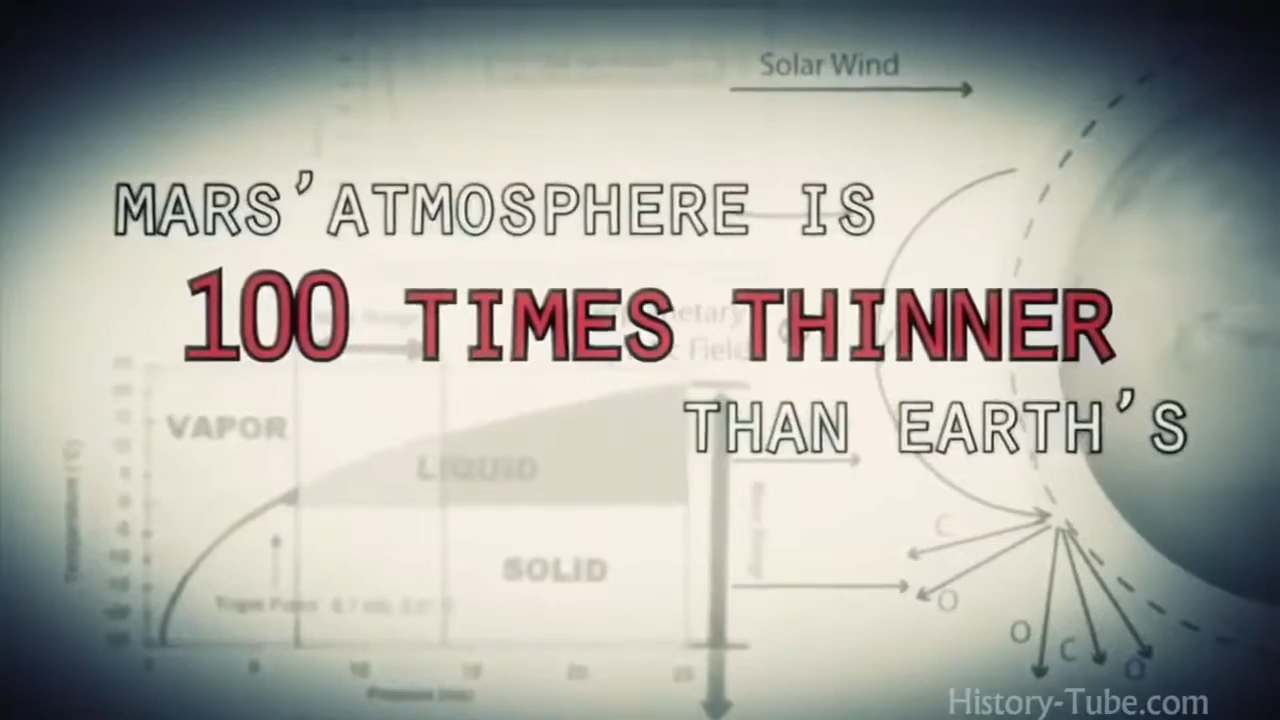 Solar Wind
MARS' ATMOSPHERE IS
100 TIMES THINNER
THAN EARTH'S
VAPOR
LIQUID
SOLID
C
O
O
C
O
History-Tube.com